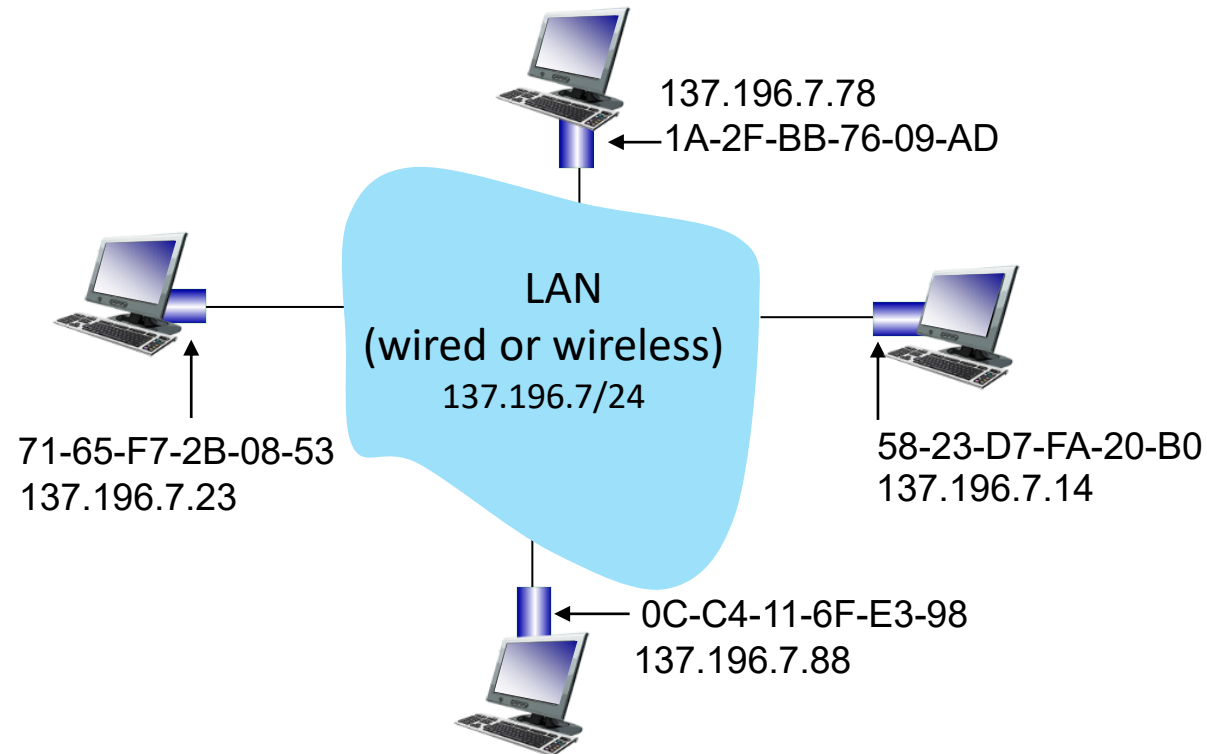 137.196.7.78
1A-2F-BB-76-09-AD
LAN
(wired or wireless)
137.196.7/24
71-65-F7-2B-08-53
137.196.7.23
58-23-D7-FA-20-B0
137.196.7.14
0C-C4-11-6F-E3-98
137.196.7.88